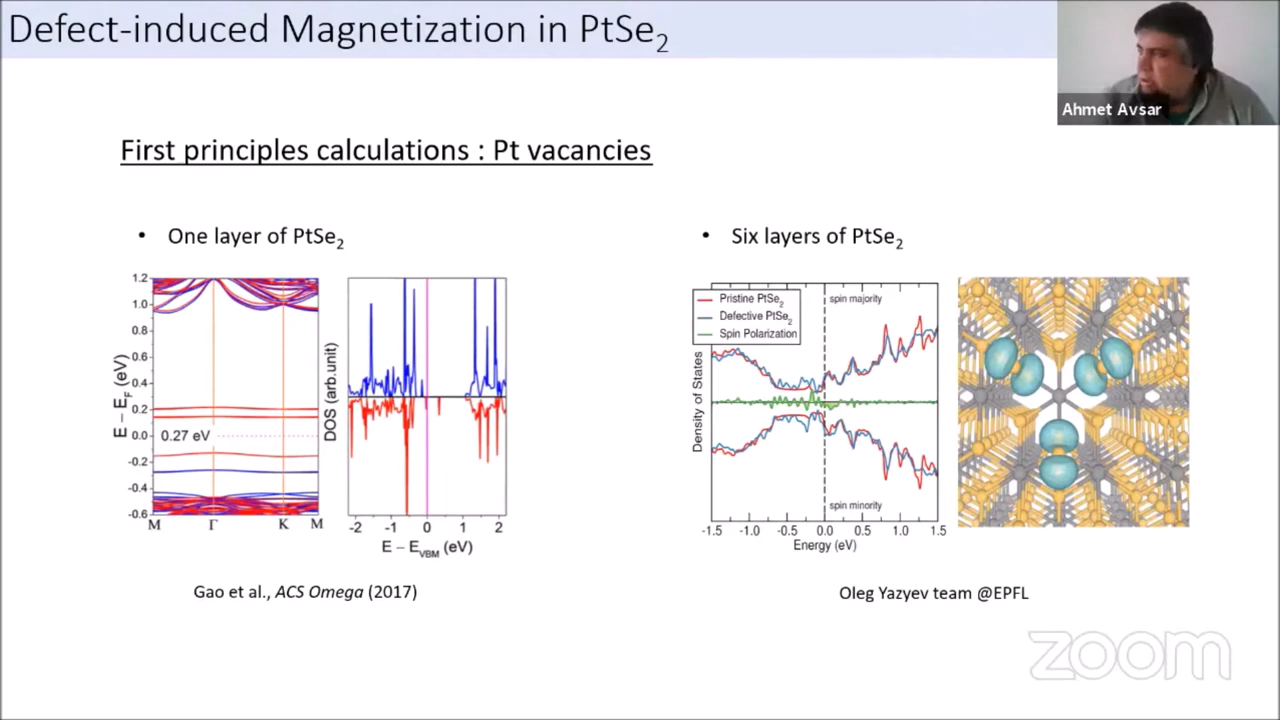 Defect-induced Magnetization in PtSe₂
Ahmet Avsar
First principles calculations : Pt vacancies
• One layer of PtSe₂
• Six layers of PtSe₂
1.2
1.0
0.8
0.6
0.4
0.2
0.0
-0.2
-0.4
-0.6
E – E_F (eV)
0.27 eV
M Γ K M
DOS (arb.unit)
-2 -1 0 1 2
E – E_VBM (eV)
Pristine PtSe₂
Defective PtSe₂
Spin Polarization
spin majority
spin minority
Density of States
-1.5 -1.0 -0.5 0.0 0.5 1.0 1.5
Energy (eV)
Gao et al., ACS Omega (2017)
Oleg Yazyev team @EPFL
zoom